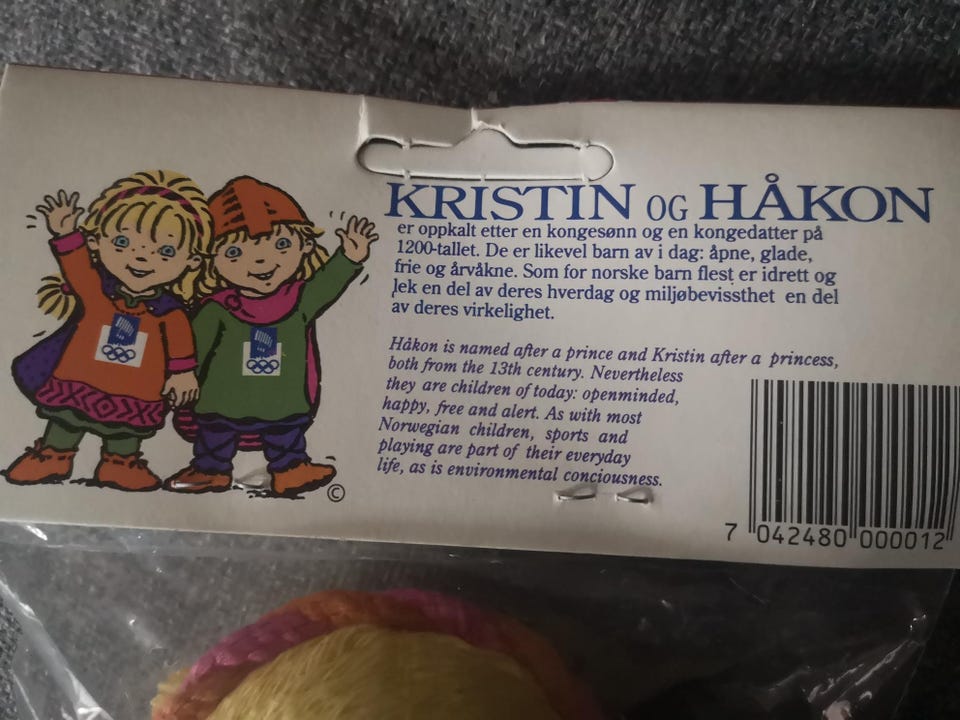 KRISTIN OG HÅKON
er oppkalt etter en kongesønn og en kongedatter på
1200-tallet. De er likevel barn av i dag: åpne, glade,
frie og årvåkne. Som for norske barn flest er idrett og
lek en del av deres hverdag og miljøbevissthet en del
av deres virkelighet.
Håkon is named after a prince and Kristin after a princess,
both from the 13th century. Nevertheless
they are children of today: openminded,
happy, free and alert. As with most
Norwegian children, sports and
playing are part of their everyday
life, as is environmental conciousness.
©
7 042480 000012